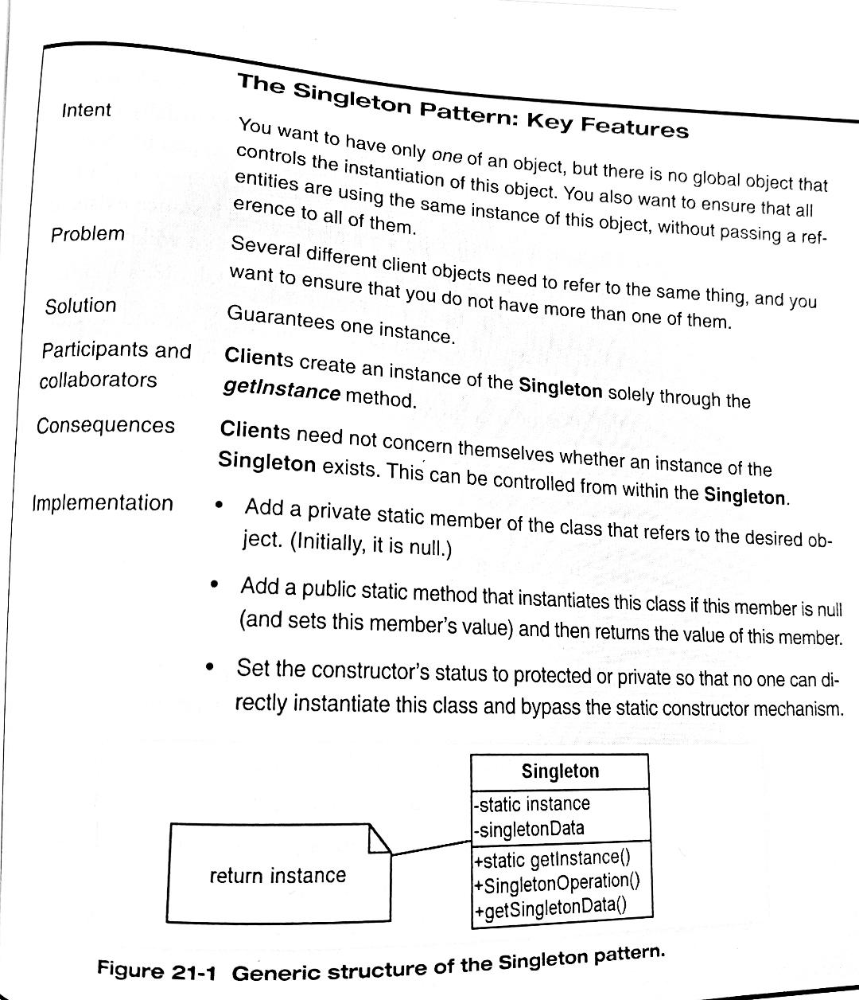 The Singleton Pattern: Key Features
Intent
You want to have only one of an object, but there is no global object that
controls the instantiation of this object. You also want to ensure that all
entities are using the same instance of this object, without passing a ref-
erence to all of them.
Problem
Several different client objects need to refer to the same thing, and you
want to ensure that you do not have more than one of them.
Solution
Guarantees one instance.
Participants and
collaborators
Clients create an instance of the Singleton solely through the
getInstance method.
Consequences
Clients need not concern themselves whether an instance of the
Singleton exists. This can be controlled from within the Singleton.
Implementation
• Add a private static member of the class that refers to the desired ob-
ject. (Initially, it is null.)
• Add a public static method that instantiates this class if this member is null
(and sets this member's value) and then returns the value of this member.
• Set the constructor's status to protected or private so that no one can di-
rectly instantiate this class and bypass the static constructor mechanism.
Singleton
-static instance
-singletonData
+static getInstance()
+SingletonOperation()
+getSingletonData()
return instance
Figure 21-1 Generic structure of the Singleton pattern.